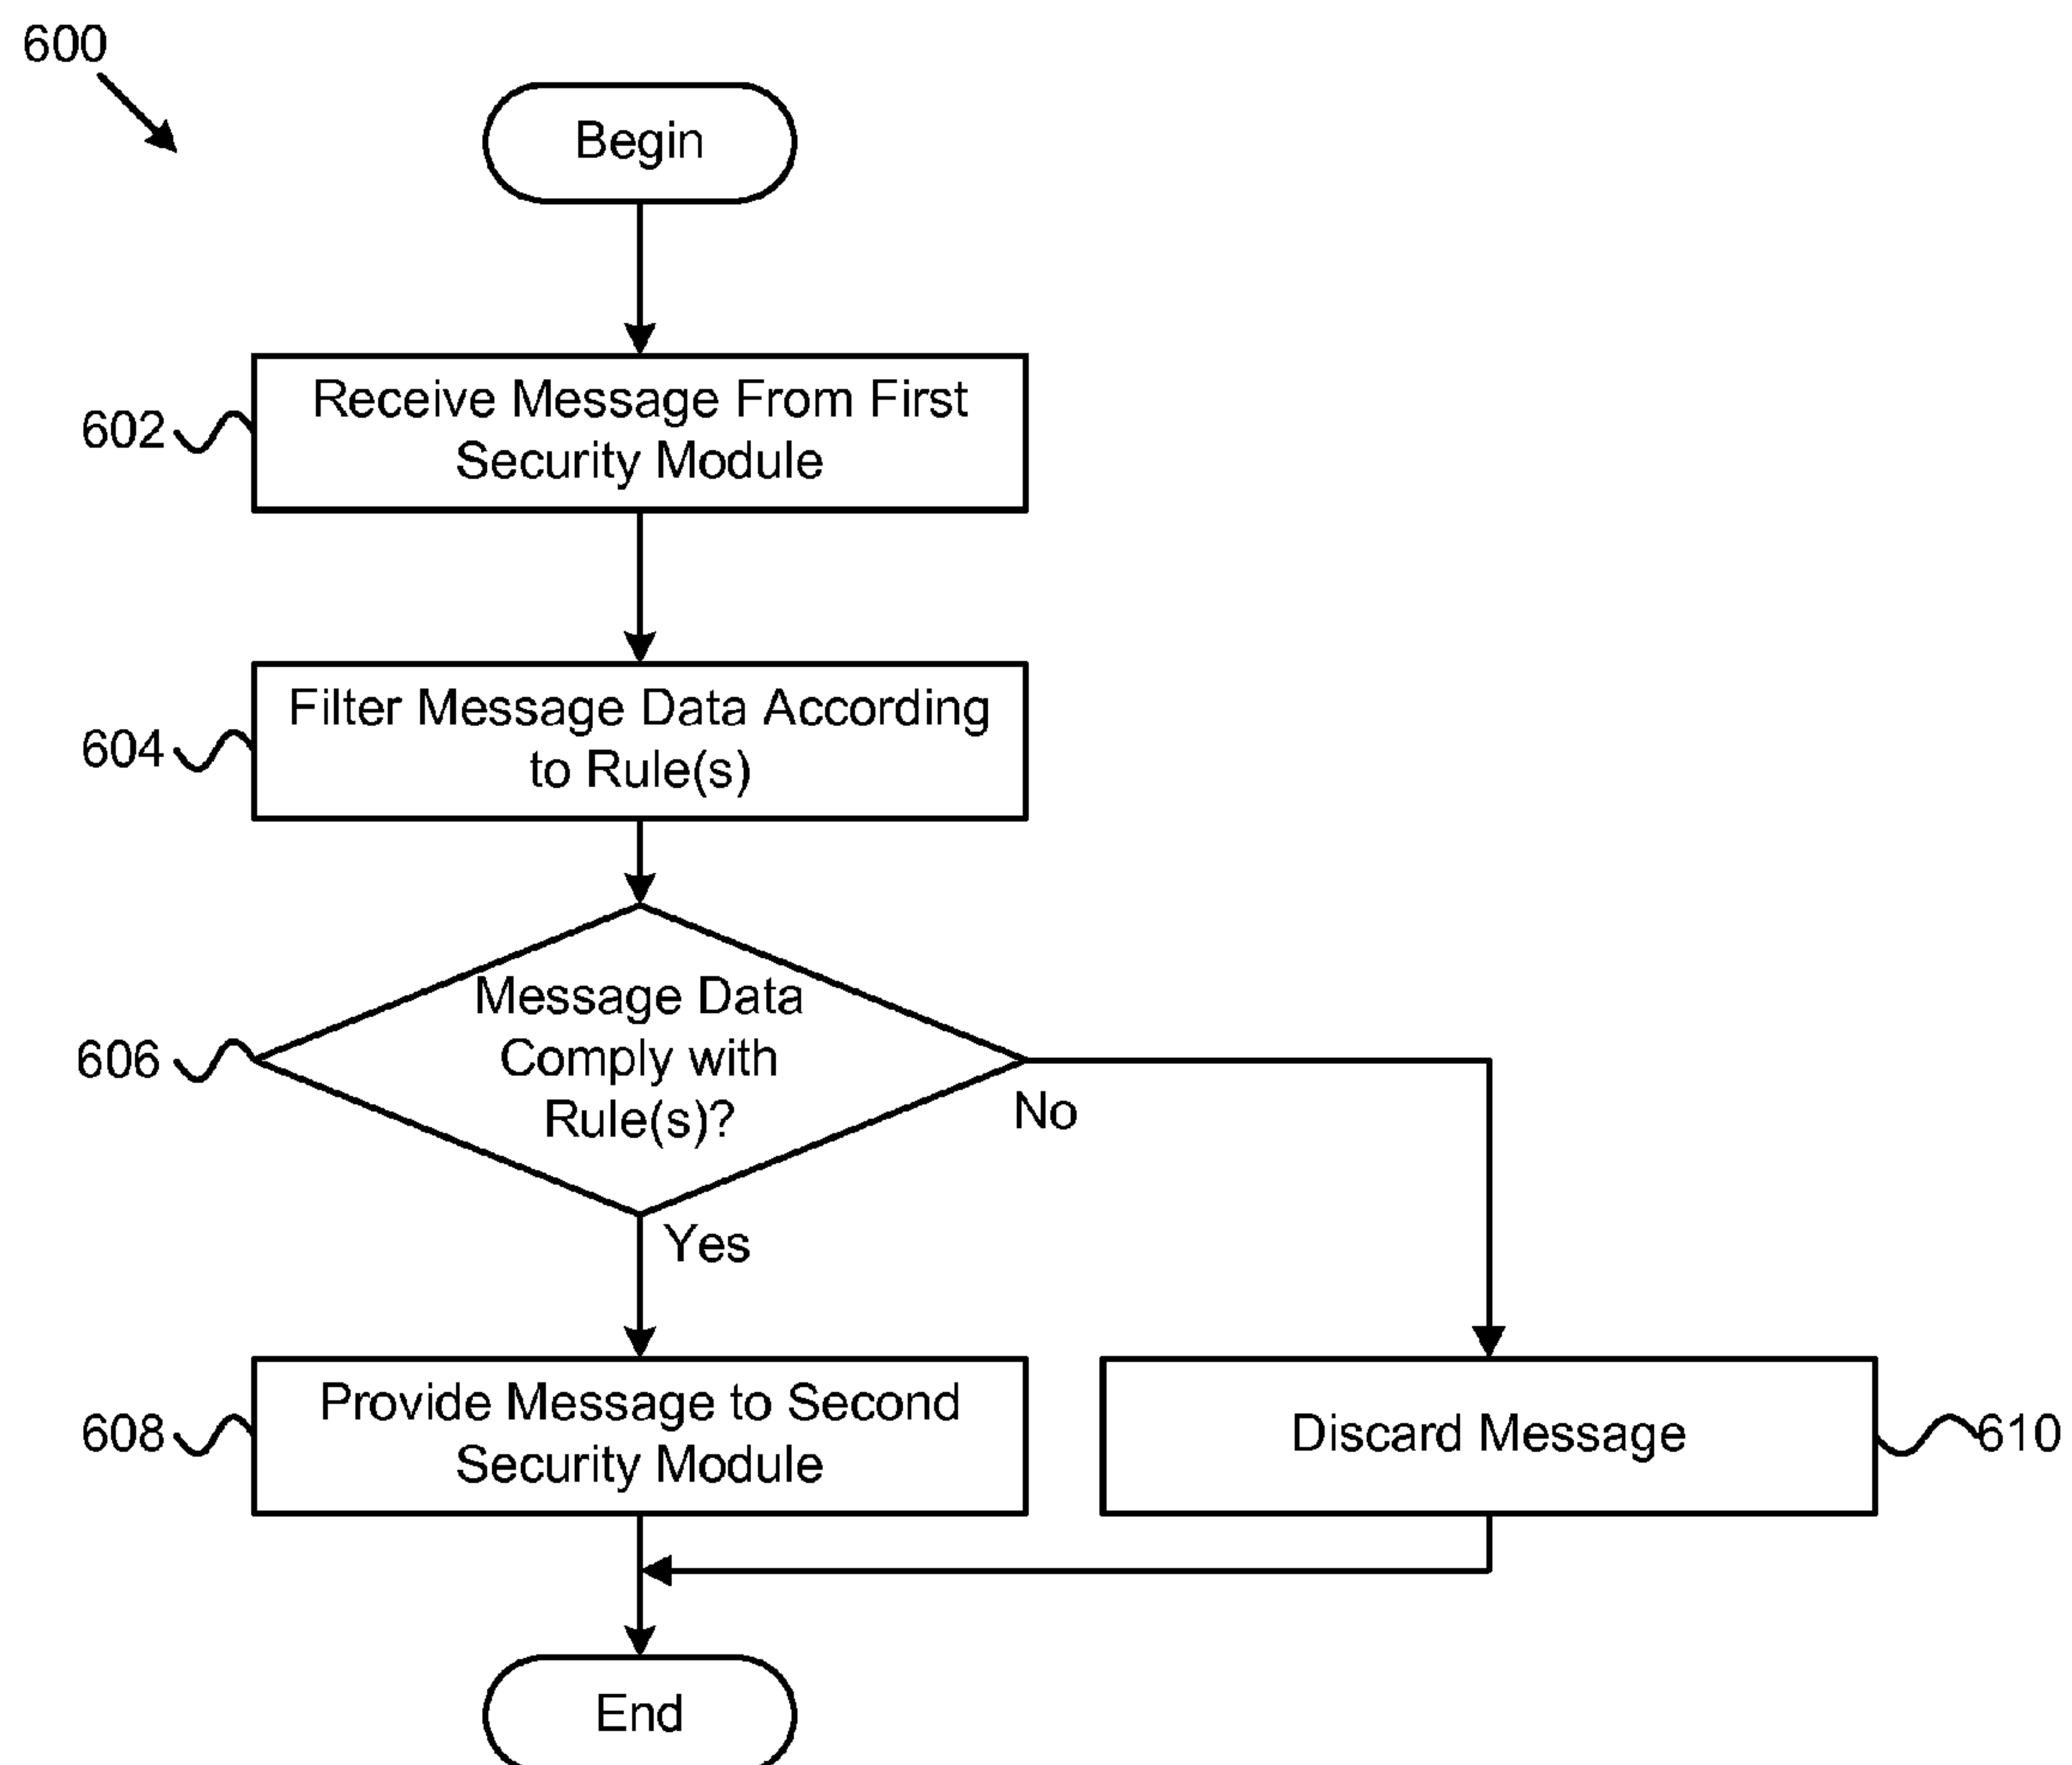 600
Begin
602
Receive Message From First
Security Module
604
Filter Message Data According
to Rule(s)
606
Message Data
Comply with
Rule(s)?
No
Yes
608
Provide Message to Second
Security Module
Discard Message
610
End